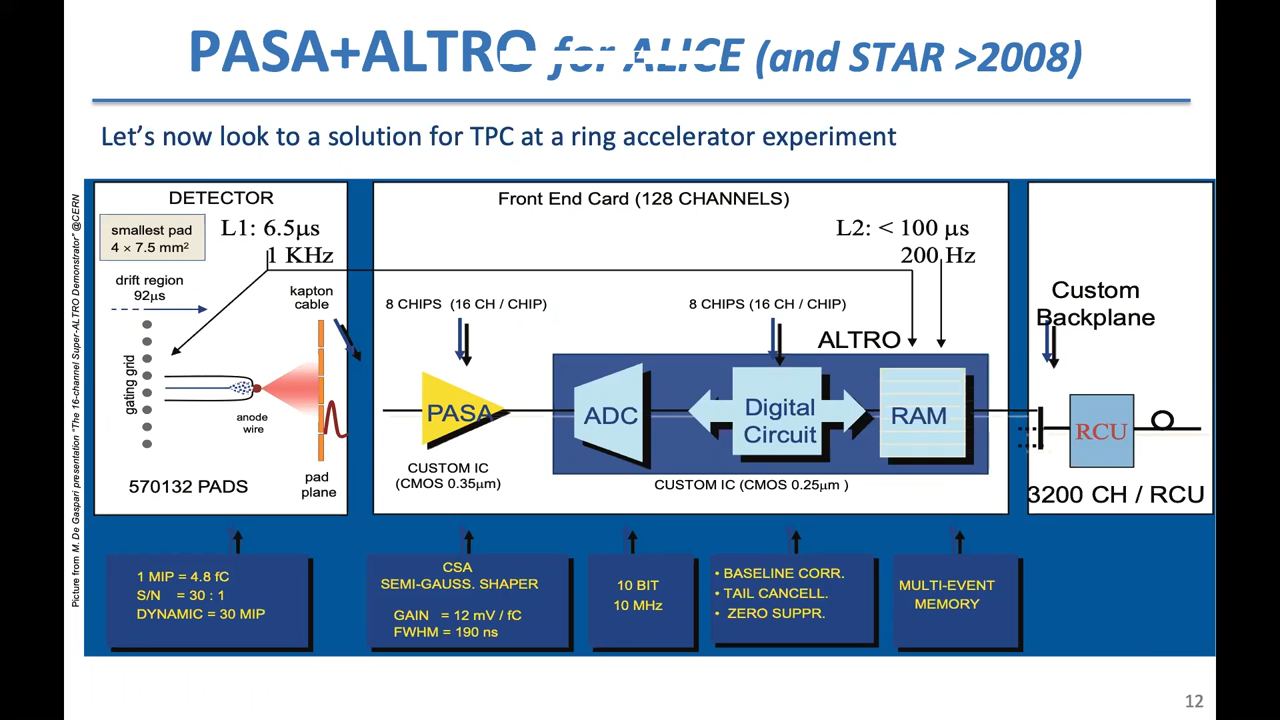 PASA+ALTRO for ALICE (and STAR >2008)
Let's now look to a solution for TPC at a ring accelerator experiment
Picture from M. De Gaspari presentation "The 16-channel Super-ALTRO Demonstrator" @CERN
DETECTOR
smallest pad
4 × 7.5 mm²
L1: 6.5μs
1 KHz
drift region
92μs
kapton
cable
gating grid
anode
wire
570132 PADS
pad
plane
Front End Card (128 CHANNELS)
L2: < 100 μs
200 Hz
8 CHIPS (16 CH / CHIP)
8 CHIPS (16 CH / CHIP)
ALTRO
PASA
ADC
Digital
Circuit
RAM
CUSTOM IC
(CMOS 0.35μm)
CUSTOM IC (CMOS 0.25μm )
Custom
Backplane
RCU
3200 CH / RCU
1 MIP = 4.8 fC
S/N = 30 : 1
DYNAMIC = 30 MIP
CSA
SEMI-GAUSS. SHAPER
GAIN = 12 mV / fC
FWHM = 190 ns
10 BIT
10 MHz
• BASELINE CORR.
• TAIL CANCELL.
• ZERO SUPPR.
MULTI-EVENT
MEMORY
12